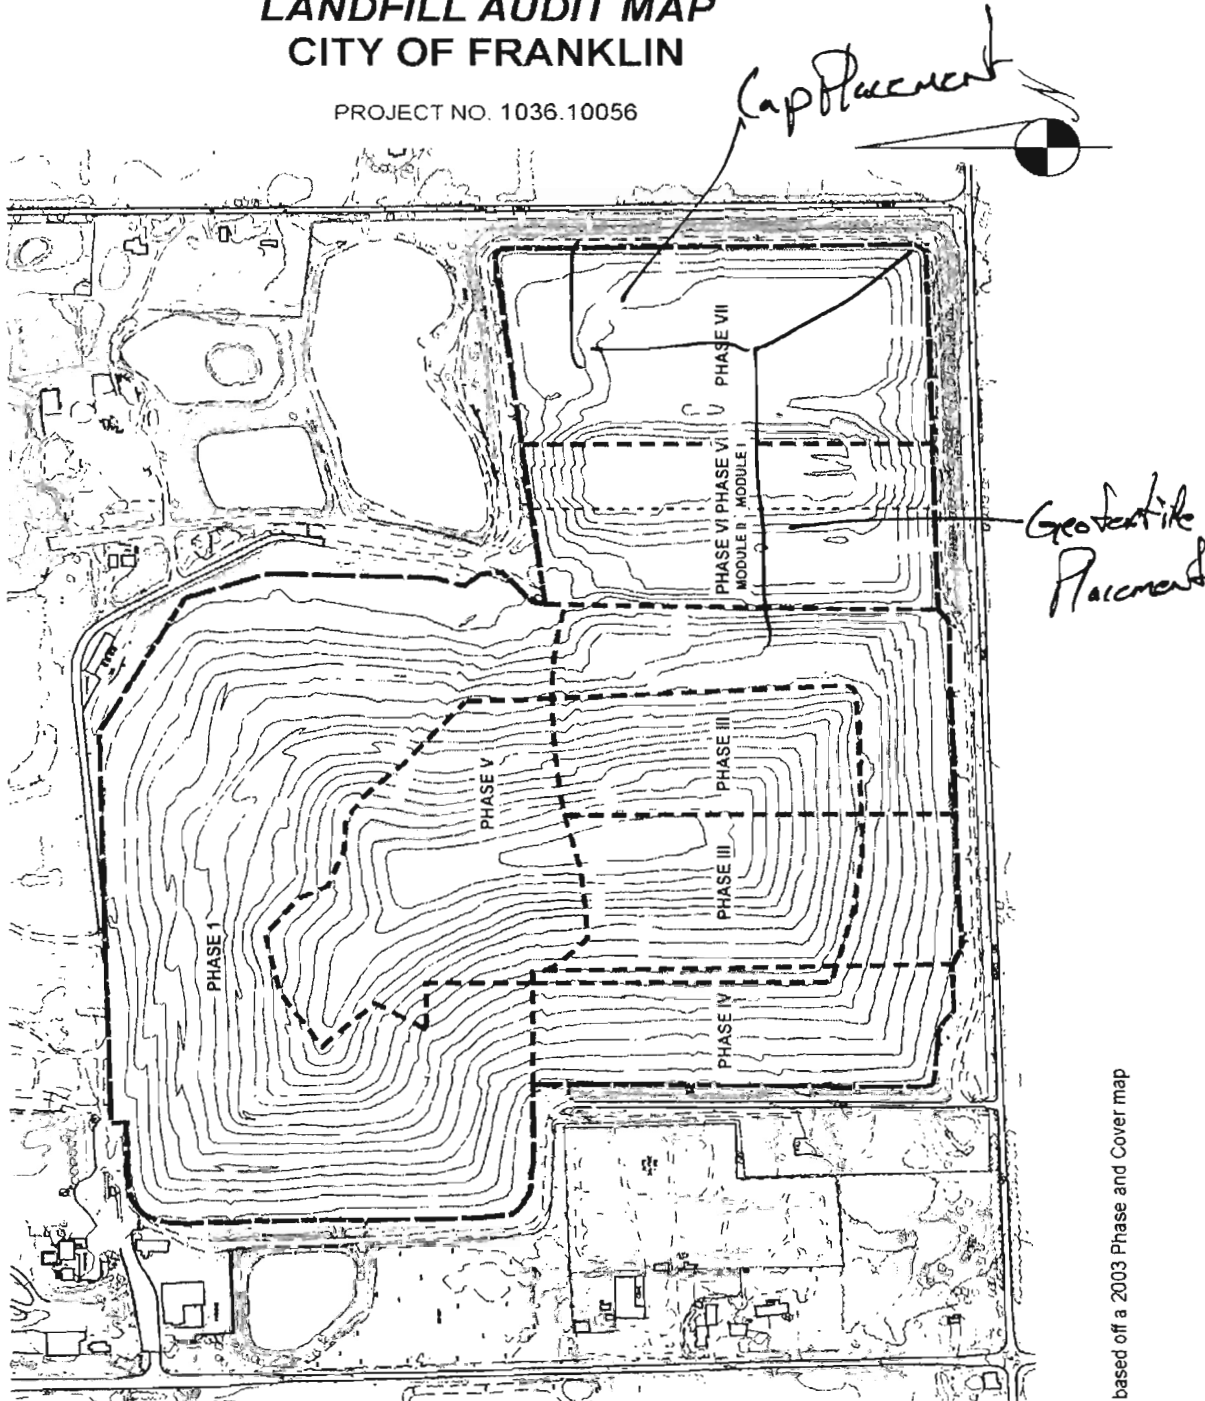 LANDFILL AUDIT MAP
CITY OF FRANKLIN
PROJECT NO. 1036.10056
Cap Placement
PHASE VII
PHASE VI
MODULE I
PHASE VI
MODULE II
Geotextile
Placement
PHASE V
PHASE III
PHASE III
PHASE 1
PHASE IV
based off a 2003 Phase and Cover map